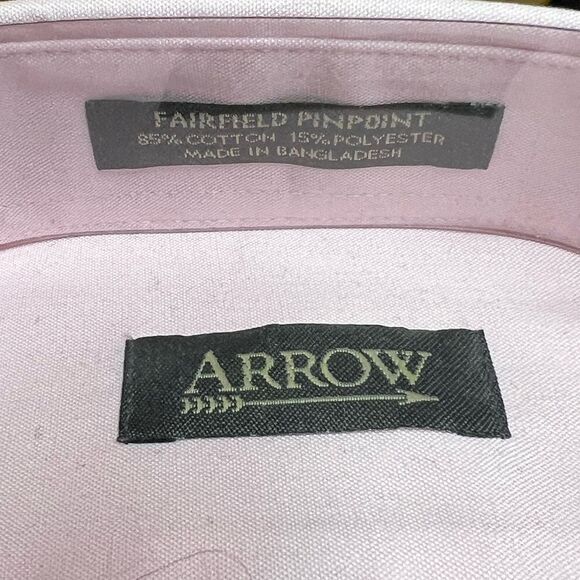 FAIRFIELD PINPOINT
85% COTTON 15% POLYESTER
MADE IN BANGLADESH
ARROW